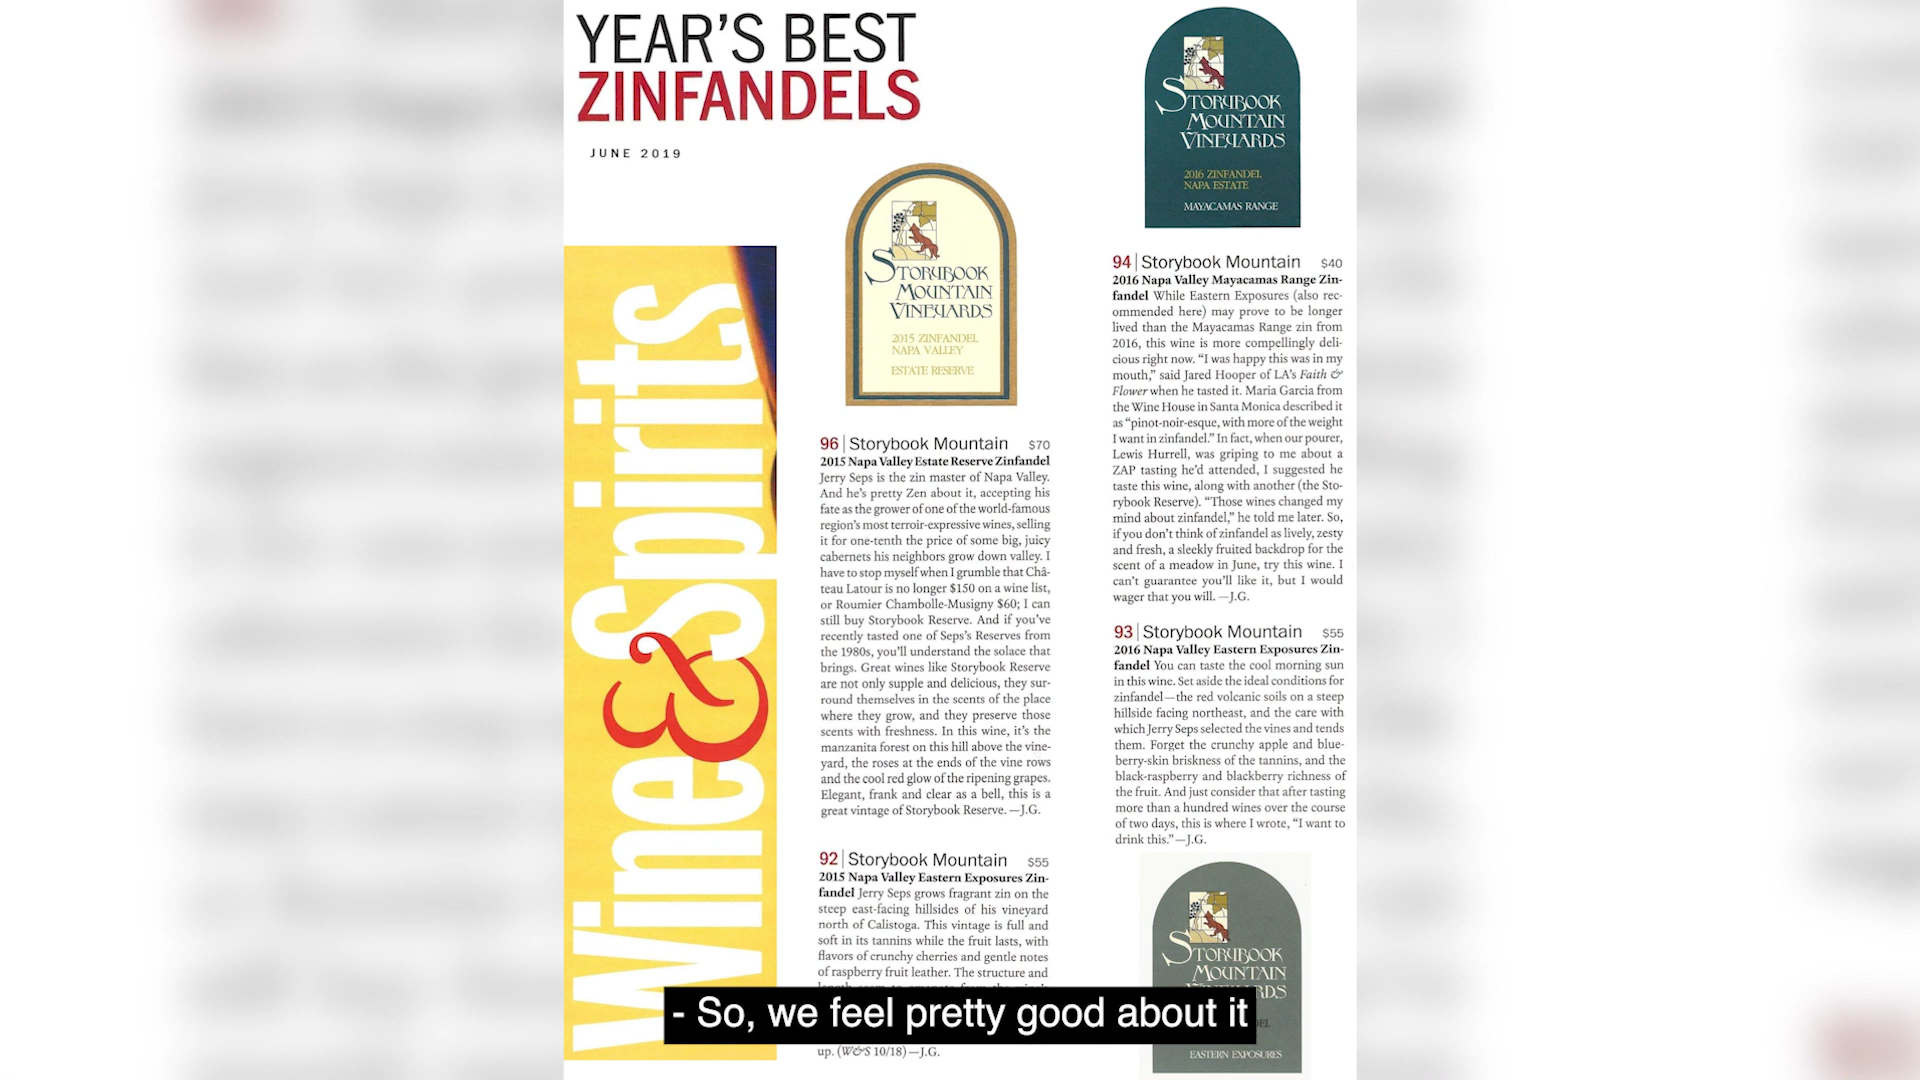 YEAR'S BEST
ZINFANDELS
JUNE 2019
Wine & Spirits
STORYBOOK
MOUNTAIN
VINEYARDS
2015 ZINFANDEL
NAPA VALLEY
ESTATE RESERVE
96 | Storybook Mountain $70
2015 Napa Valley Estate Reserve Zinfandel
Jerry Seps is the zin master of Napa Valley.
And he's pretty Zen about it, accepting his
fate as the grower of one of the world-famous
region's most terroir-expressive wines, selling
it for one-tenth the price of some big, juicy
cabernets his neighbors grow down valley. I
have to stop myself when I grumble that Châ-
teau Latour is no longer $150 on a wine list,
or Roumier Chambolle-Musigny $60; I can
still buy Storybook Reserve. And if you've
recently tasted one of Seps's Reserves from
the 1980s, you'll understand the solace that
brings. Great wines like Storybook Reserve
are not only supple and delicious, they sur-
round themselves in the scents of the place
where they grow, and they preserve those
scents with freshness. In this wine, it's the
manzanita forest on this hill above the vine-
yard, the roses at the ends of the vine rows
and the cool red glow of the ripening grapes.
Elegant, frank and clear as a bell, this is a
great vintage of Storybook Reserve. —J.G.
92 | Storybook Mountain $55
2015 Napa Valley Eastern Exposures Zin-
fandel Jerry Seps grows fragrant zin on the
steep east-facing hillsides of his vineyard
north of Calistoga. This vintage is full and
soft in its tannins while the fruit lasts, with
flavors of crunchy cherries and gentle notes
of raspberry fruit leather. The structure and
up. (W&S 10/18) —J.G.
STORYBOOK
MOUNTAIN
VINEYARDS
2016 ZINFANDEL
NAPA ESTATE
MAYACAMAS RANGE
94 | Storybook Mountain $40
2016 Napa Valley Mayacamas Range Zin-
fandel While Eastern Exposures (also rec-
ommended here) may prove to be longer
lived than the Mayacamas Range zin from
2016, this wine is more compellingly deli-
cious right now. "I was happy this was in my
mouth," said Jared Hooper of LA's Faith &
Flower when he tasted it. Maria Garcia from
the Wine House in Santa Monica described it
as "pinot-noir-esque, with more of the weight
I want in zinfandel." In fact, when our pourer,
Lewis Hurrell, was griping to me about a
ZAP tasting he'd attended, I suggested he
taste this wine, along with another (the Sto-
rybook Reserve). "Those wines changed my
mind about zinfandel," he told me later. So,
if you don't think of zinfandel as lively, zesty
and fresh, a sleekly fruited backdrop for the
scent of a meadow in June, try this wine. I
can't guarantee you'll like it, but I would
wager that you will. —J.G.
93 | Storybook Mountain $55
2016 Napa Valley Eastern Exposures Zin-
fandel You can taste the cool morning sun
in this wine. Set aside the ideal conditions for
zinfandel—the red volcanic soils on a steep
hillside facing northeast, and the care with
which Jerry Seps selected the vines and tends
them. Forget the crunchy apple and blue-
berry-skin briskness of the tannins, and the
black-raspberry and blackberry richness of
the fruit. And just consider that after tasting
more than a hundred wines over the course
of two days, this is where I wrote, "I want to
drink this." —J.G.
STORYBOOK
MOUNTAIN
EASTERN EXPOSURES
- So, we feel pretty good about it